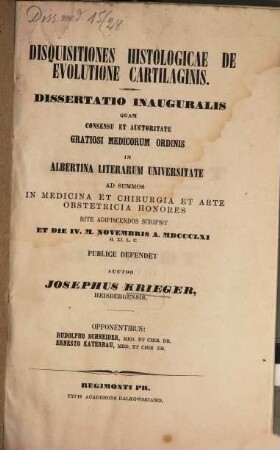 Diss. med 15/28
DISQUISITIONES HISTOLOGICAE DE
EVOLUTIONE CARTILAGINIS.
DISSERTATIO INAUGURALIS
QUAM
CONSENSU ET AUCTORITATE
GRATIOSI MEDICORUM ORDINIS
IN
ALBERTINA LITERARUM UNIVERSITATE
AD SUMMOS
IN MEDICINA ET CHIRURGIA ET ARTE
OBSTETRICIA HONORES
RITE ADIPISCENDOS SCRIPSIT
ET DIE IV. M. NOVEMBRIS A. MDCCCLXI
H. XI. L. C.
PUBLICE DEFENDET
AUCTOR
JOSEPHUS KRIEGER,
HEISBERGENSIS.
OPPONENTIBUS:
RUDOLPHO SCHNEIDER, MED. ET CHIR. DR.
ERNESTO KATERBAU, MED. ET CHIR. DR.
REGIMONTI PR.
TYPIS ACADEMICIS DALKOWSKIANIS.